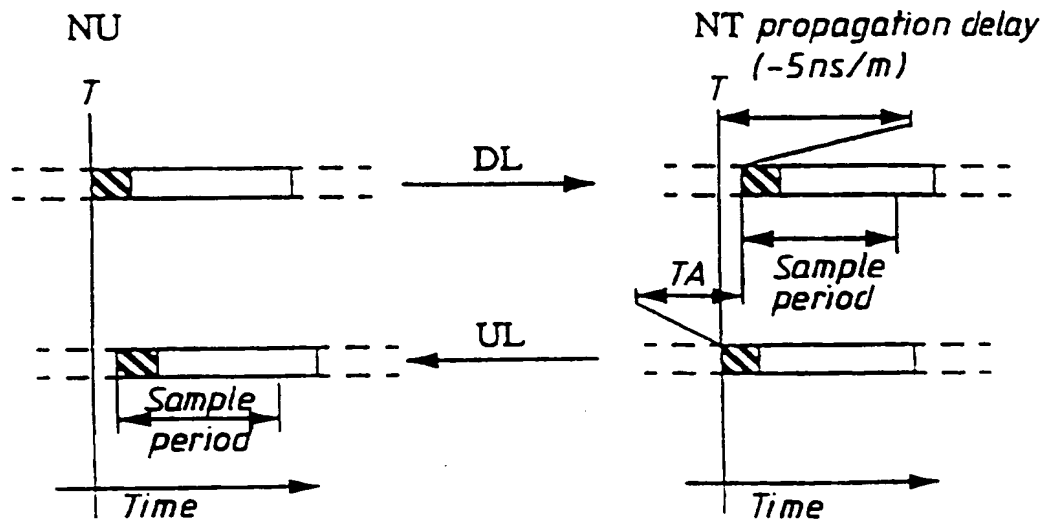 NU
NT propagation delay
(-5ns/m)
T
T
DL
TA
Sample
period
UL
Sample
period
Time
Time